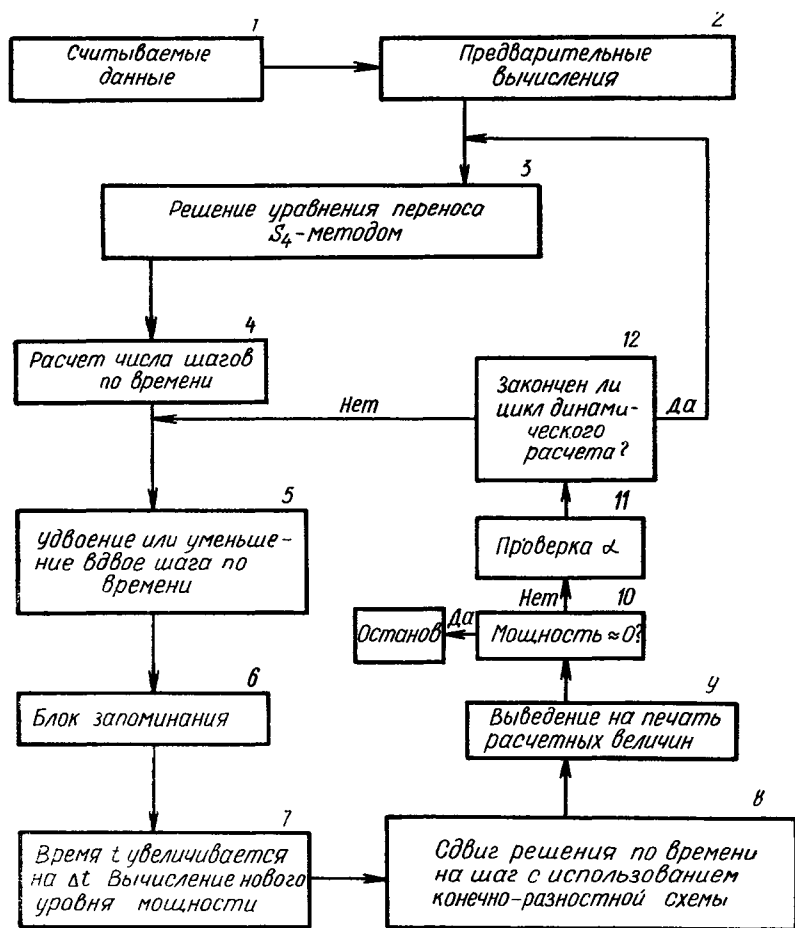 1
Считываемые
данные
2
Предварительные
вычисления
3
Решение уравнения переноса
S₄-методом
4
Расчет числа шагов
по времени
5
Удвоение или уменьше-
ние вдвое шага по
времени
6
Блок запоминания
7
Время t увеличивается
на Δt Вычисление нового
уровня мощности
8
Сдвиг решения по времени
на шаг с использованием
конечно-разностной схемы
9
Выведение на печать
расчетных величин
10
Мощность ≈ 0?
Да
Останов
Нет
11
Проверка α
12
Закончен ли
цикл динами-
ческого
расчета?
Да
Нет